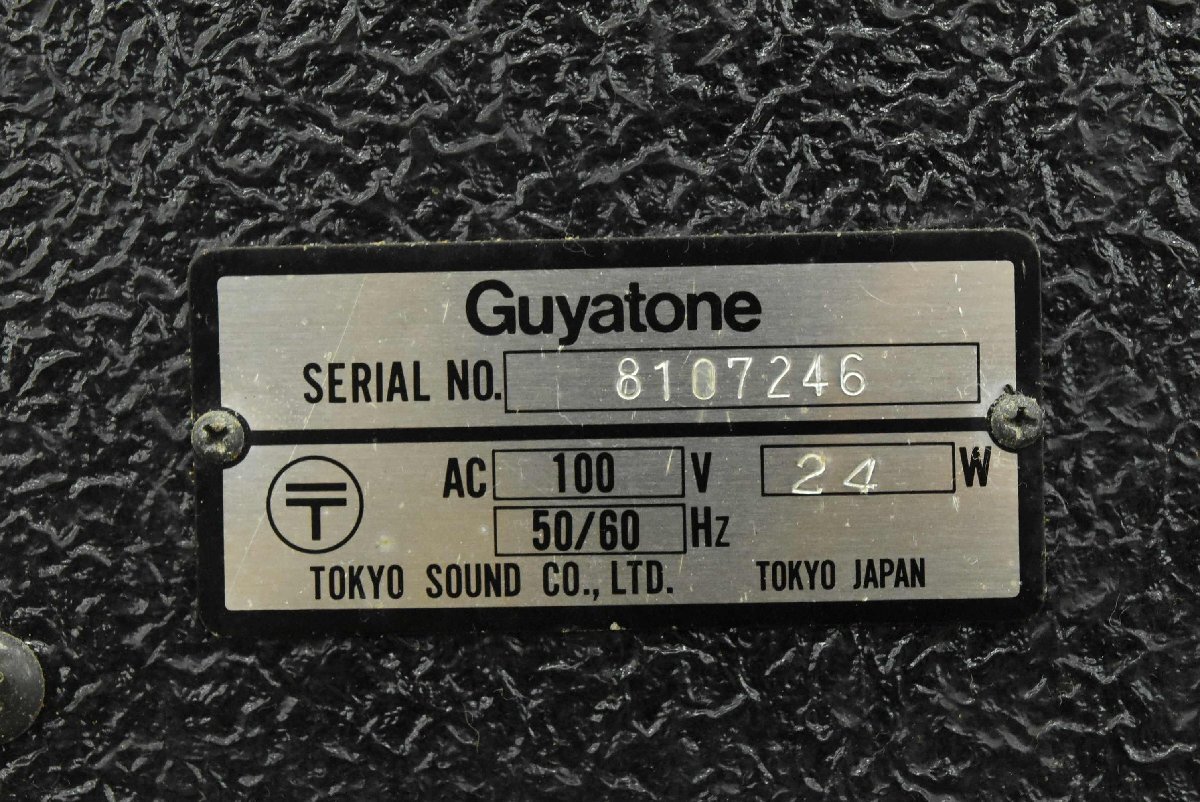 Guyatone
SERIAL NO. 8107246
AC 100 V 24 W
50/60 Hz
TOKYO SOUND CO., LTD. TOKYO JAPAN